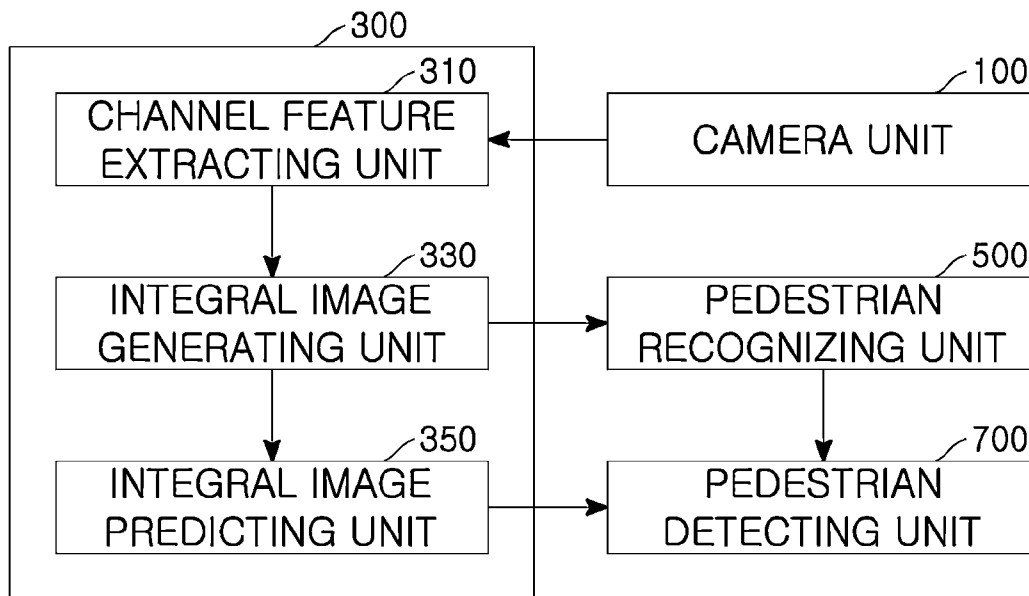 300
310
CHANNEL FEATURE
EXTRACTING UNIT
100
CAMERA UNIT
330
INTEGRAL IMAGE
GENERATING UNIT
500
PEDESTRIAN
RECOGNIZING UNIT
350
INTEGRAL IMAGE
PREDICTING UNIT
700
PEDESTRIAN
DETECTING UNIT